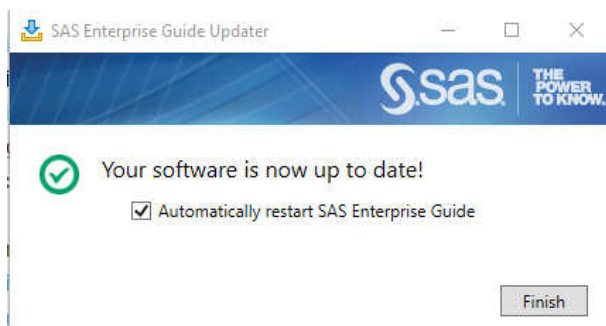 SAS Enterprise Guide Updater
sas
THE
POWER
TO KNOW.
Your software is now up to date!
Automatically restart SAS Enterprise Guide
Finish